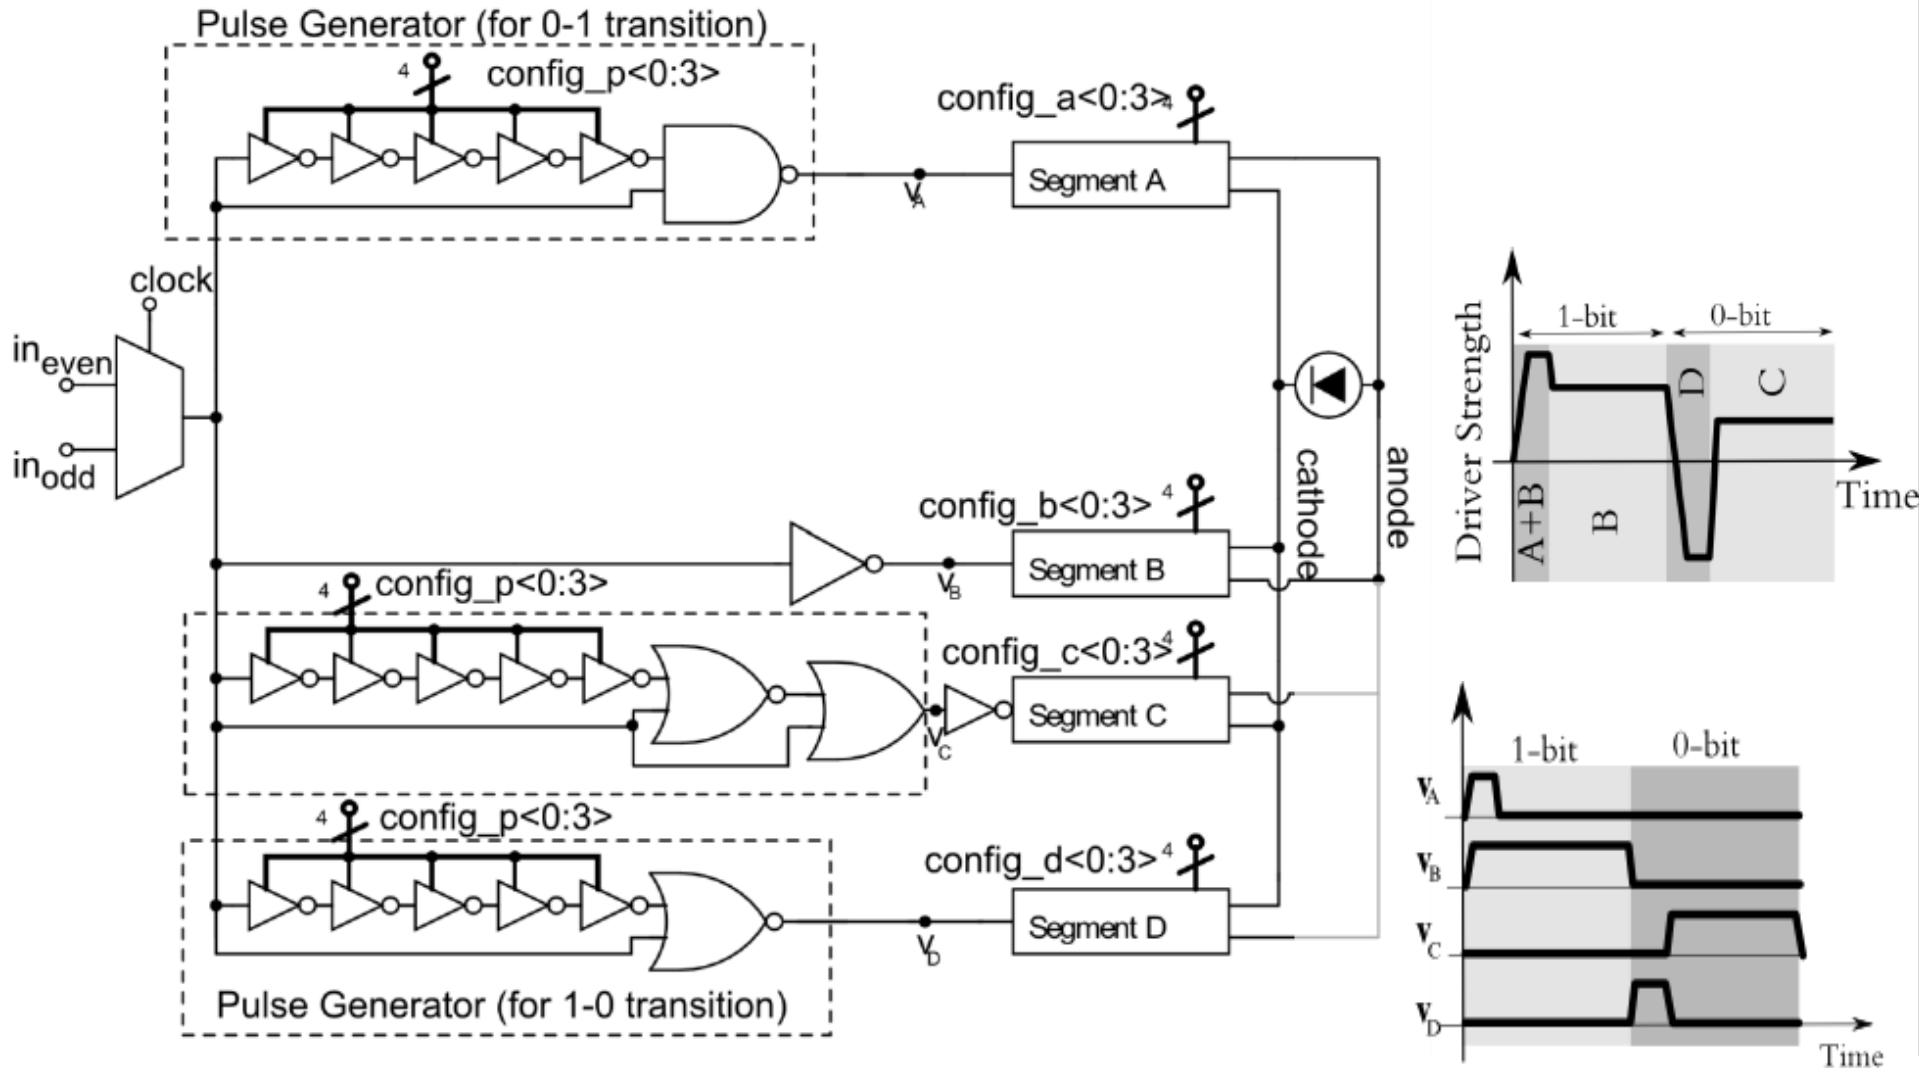 Pulse Generator (for 0-1 transition)
4
config_p<0:3>
config_a<0:3>
4
Segment A
V_A
clock
in_even
in_odd
cathode
anode
config_b<0:3>
4
Segment B
V_B
4
config_p<0:3>
config_c<0:3>
4
Segment C
V_C
4
config_p<0:3>
config_d<0:3>
4
Segment D
V_D
Pulse Generator (for 1-0 transition)
Driver Strength
1-bit
0-bit
A+B
B
D
C
Time
1-bit
0-bit
V_A
V_B
V_C
V_D
Time